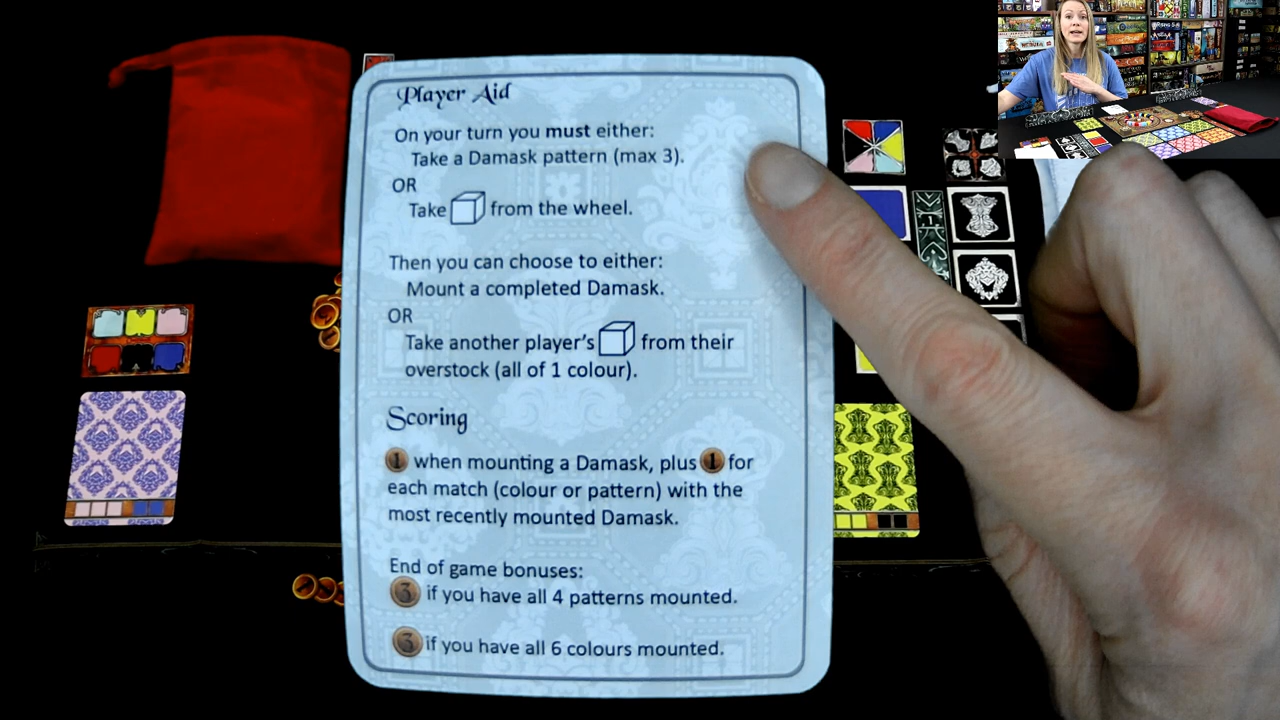 Player Aid
On your turn you must either:
Take a Damask pattern (max 3).
OR
Take from the wheel.
Then you can choose to either:
Mount a completed Damask.
OR
Take another player's from their
overstock (all of 1 colour).
Scoring
1 when mounting a Damask, plus 1 for
each match (colour or pattern) with the
most recently mounted Damask.
End of game bonuses:
3 if you have all 4 patterns mounted.
3 if you have all 6 colours mounted.
1